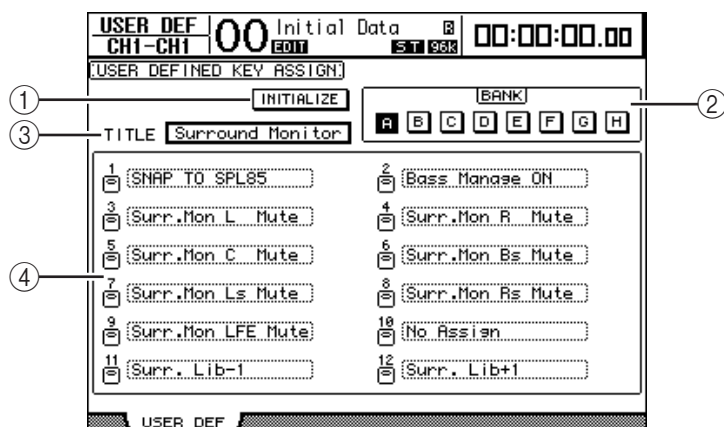 USER DEF
CH1-CH1
00 Initial Data
EDIT
ST 96k
00:00:00.00
USER DEFINED KEY ASSIGN
1
INITIALIZE
BANK
2
A B C D E F G H
3
TITLE Surround Monitor
1 SNAP TO SPL85
2 Bass Manage ON
3 Surr.Mon L Mute
4 Surr.Mon R Mute
5 Surr.Mon C Mute
6 Surr.Mon Bs Mute
4
7 Surr.Mon Ls Mute
8 Surr.Mon Rs Mute
9 Surr.Mon LFE Mute
10 No Assign
11 Surr. Lib-1
12 Surr. Lib+1
USER DEF